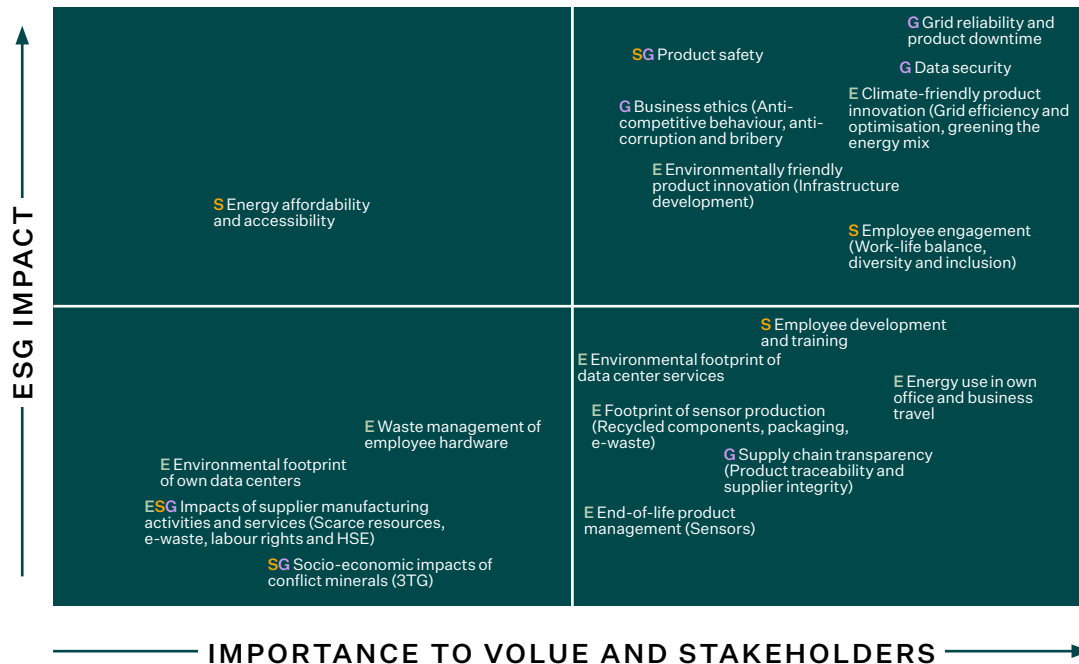 ESG IMPACT
G Grid reliability and
product downtime
SG Product safety
G Data security
E Climate-friendly product
innovation (Grid efficiency and
optimisation, greening the
energy mix
G Business ethics (Anti-
competitive behaviour, anti-
corruption and bribery
E Environmentally friendly
product innovation (Infrastructure
development)
S Energy affordability
and accessibility
S Employee engagement
(Work-life balance,
diversity and inclusion)
S Employee development
and training
E Environmental footprint of
data center services
E Energy use in own
office and business
travel
E Footprint of sensor production
(Recycled components, packaging,
e-waste)
E Waste management of
employee hardware
G Supply chain transparency
(Product traceability and
supplier integrity)
E Environmental footprint
of own data centers
ESG Impacts of supplier manufacturing
activities and services (Scarce resources,
e-waste, labour rights and HSE)
E End-of-life product
management (Sensors)
SG Socio-economic impacts of
conflict minerals (3TG)
IMPORTANCE TO VOLUE AND STAKEHOLDERS